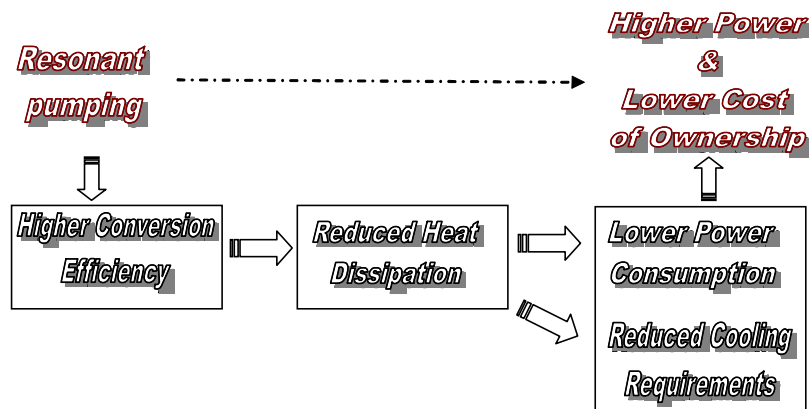 Resonant
pumping
Higher Power
&
Lower Cost
of Ownership
Higher Conversion
Efficiency
Reduced Heat
Dissipation
Lower Power
Consumption
Reduced Cooling
Requirements